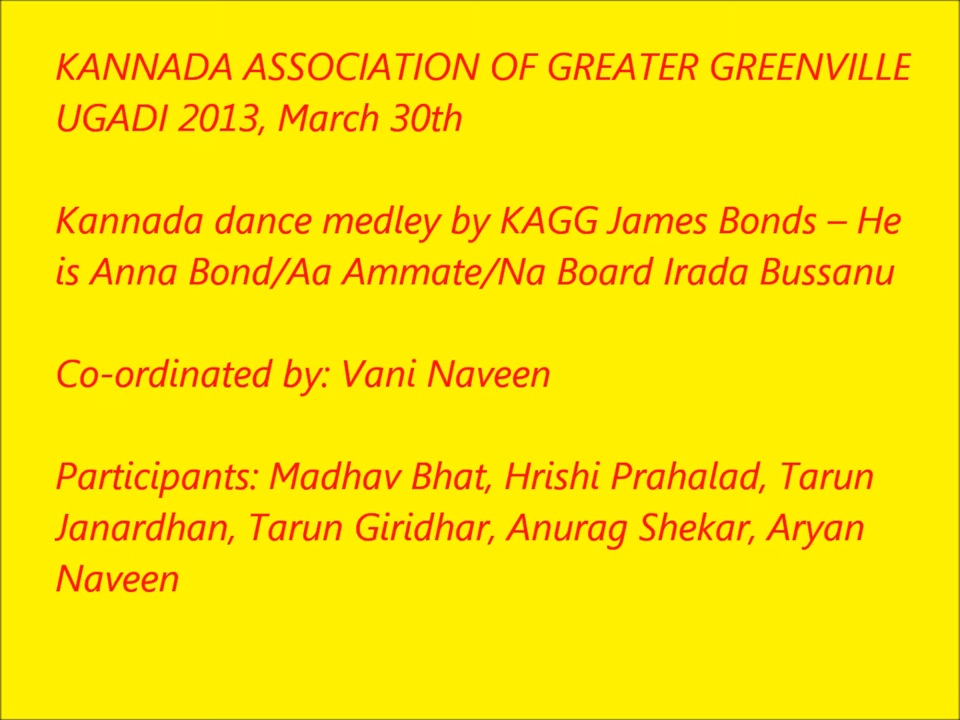 KANNADA ASSOCIATION OF GREATER GREENVILLE
UGADI 2013, March 30th
Kannada dance medley by KAGG James Bonds – He
is Anna Bond/Aa Ammate/Na Board Irada Bussanu
Co-ordinated by: Vani Naveen
Participants: Madhav Bhat, Hrishi Prahalad, Tarun
Janardhan, Tarun Giridhar, Anurag Shekar, Aryan
Naveen